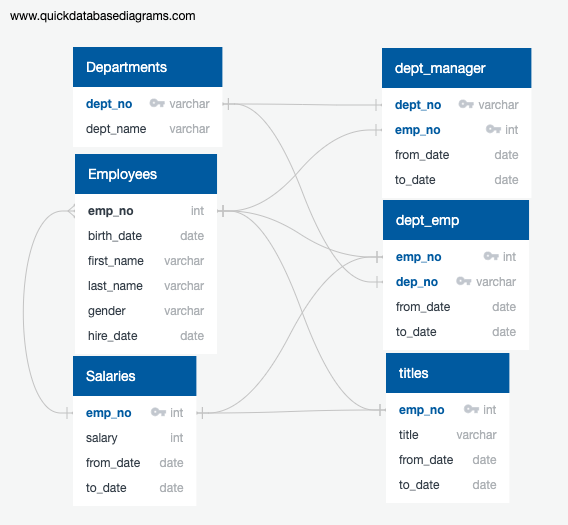 www.quickdatabasediagrams.com
Departments
dept_no varchar
dept_name varchar
Employees
emp_no int
birth_date date
first_name varchar
last_name varchar
gender varchar
hire_date date
Salaries
emp_no int
salary int
from_date date
to_date date
dept_manager
dept_no varchar
emp_no int
from_date date
to_date date
dept_emp
emp_no int
dep_no varchar
from_date date
to_date date
titles
emp_no int
title varchar
from_date date
to_date date